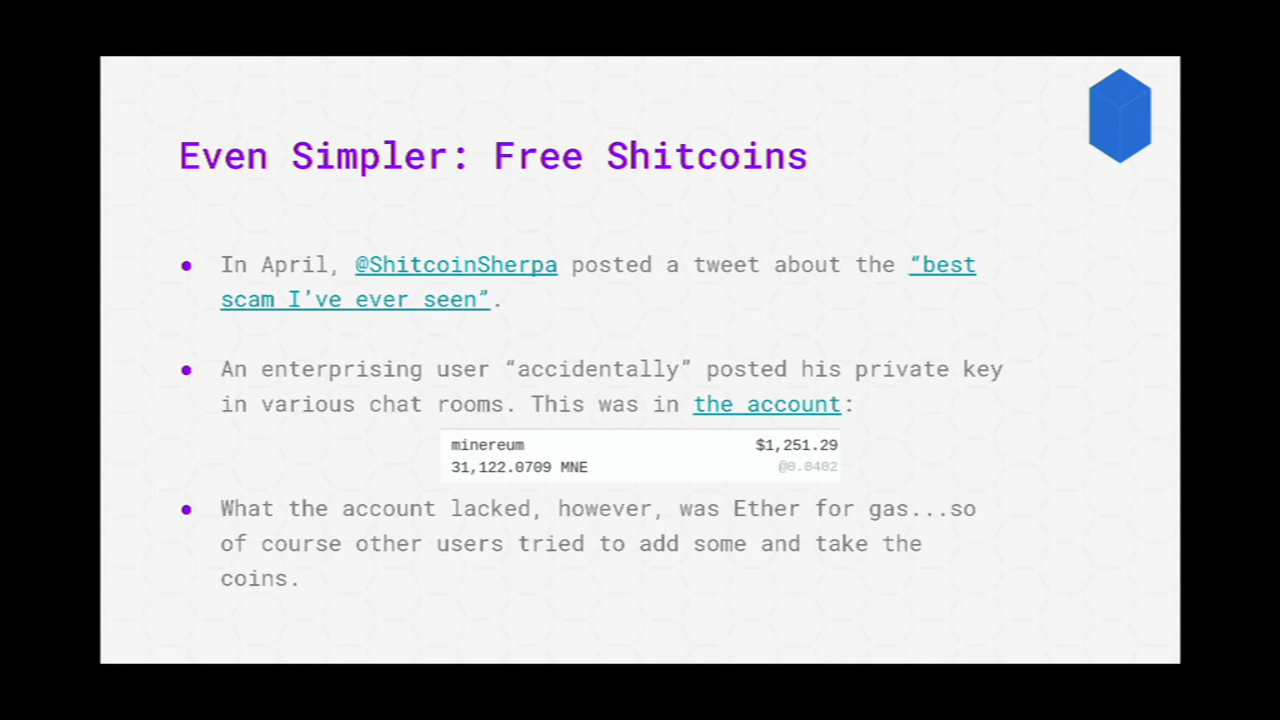 Even Simpler: Free Shitcoins
● In April, @ShitcoinSherpa posted a tweet about the “best
scam I’ve ever seen”.
● An enterprising user “accidentally” posted his private key
in various chat rooms. This was in the account:
minereum $1,251.29
31,122.0709 MNE @0.0402
● What the account lacked, however, was Ether for gas...so
of course other users tried to add some and take the
coins.